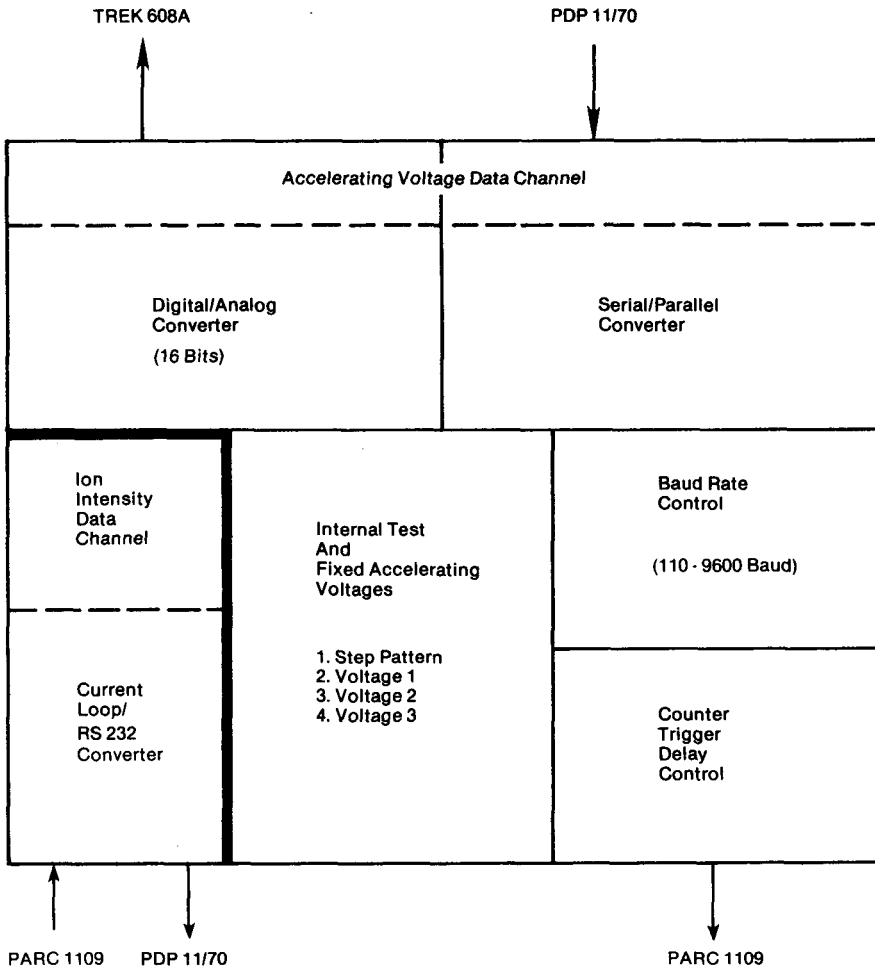 TREK 608A
PDP 11/70
Accelerating Voltage Data Channel
Digital/Analog
Converter
(16 Bits)
Serial/Parallel
Converter
Ion
Intensity
Data
Channel
Internal Test
And
Fixed Accelerating
Voltages
1. Step Pattern
2. Voltage 1
3. Voltage 2
4. Voltage 3
Baud Rate
Control
(110 - 9600 Baud)
Current
Loop/
RS 232
Converter
Counter
Trigger
Delay
Control
PARC 1109
PDP 11/70
PARC 1109